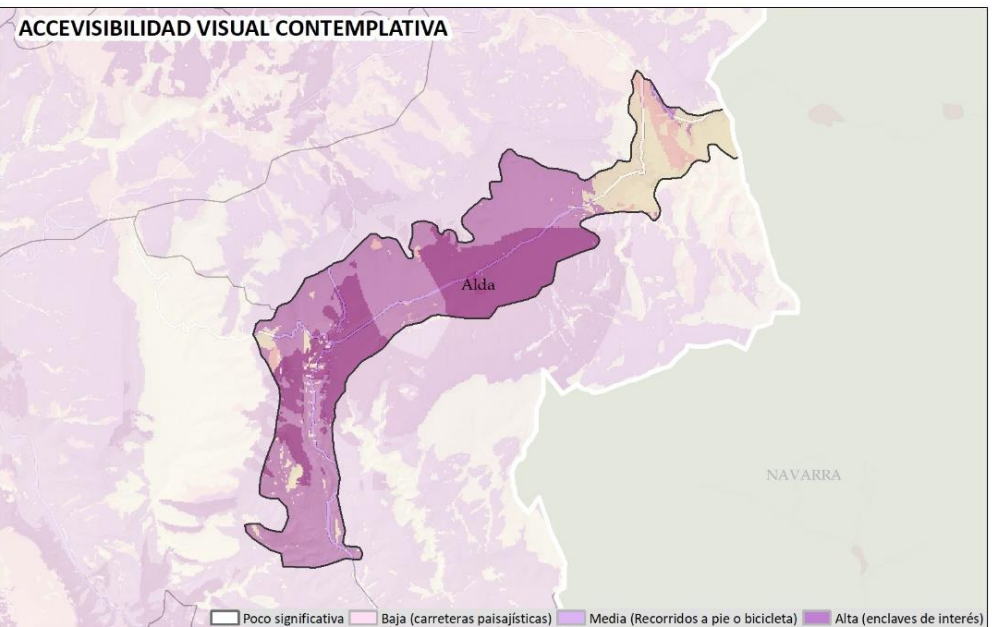 ACCEVISIBILIDAD VISUAL CONTEMPLATIVA
Alda
NAVARRA
Poco significativa Baja (carreteras paisajísticas) Media (Recorridos a pie o bicicleta) Alta (enclaves de interés)